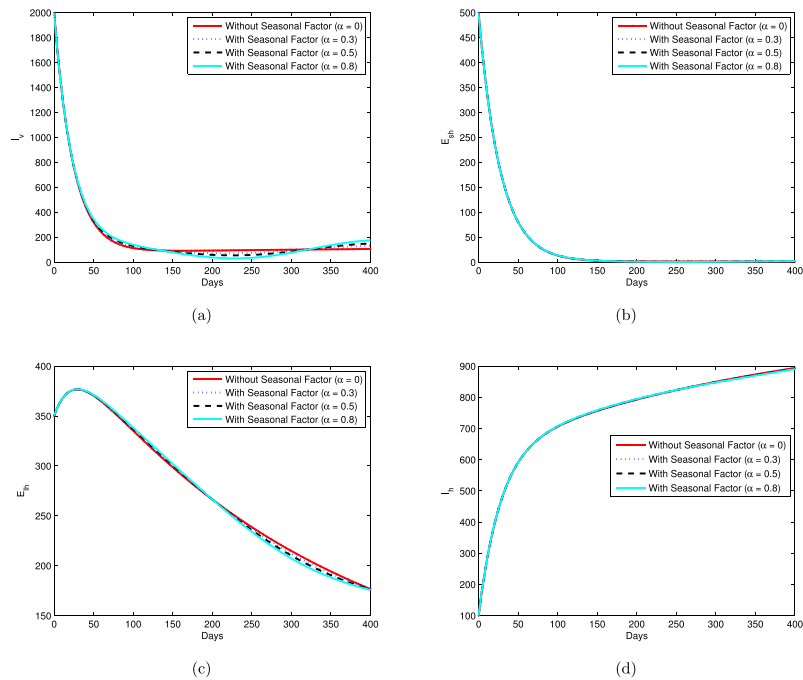 2000
1800
1600
1400
1200
1000
800
600
400
200
0
I_v
0 50 100 150 200 250 300 350 400
Days
Without Seasonal Factor (α = 0)
With Seasonal Factor (α = 0.3)
With Seasonal Factor (α = 0.5)
With Seasonal Factor (α = 0.8)
(a)
500
450
400
350
300
250
200
150
100
50
0
E_sh
0 50 100 150 200 250 300 350 400
Days
Without Seasonal Factor (α = 0)
With Seasonal Factor (α = 0.3)
With Seasonal Factor (α = 0.5)
With Seasonal Factor (α = 0.8)
(b)
400
350
300
250
200
150
E_lh
0 50 100 150 200 250 300 350 400
Days
Without Seasonal Factor (α = 0)
With Seasonal Factor (α = 0.3)
With Seasonal Factor (α = 0.5)
With Seasonal Factor (α = 0.8)
(c)
900
800
700
600
500
400
300
200
100
I_h
0 50 100 150 200 250 300 350 400
Days
Without Seasonal Factor (α = 0)
With Seasonal Factor (α = 0.3)
With Seasonal Factor (α = 0.5)
With Seasonal Factor (α = 0.8)
(d)